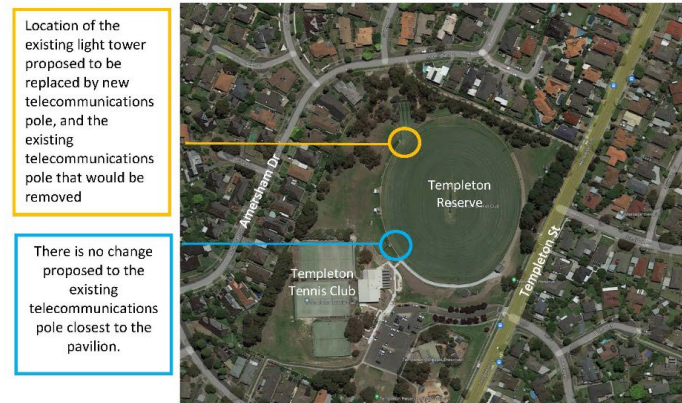 Location of the
existing light tower
proposed to be
replaced by new
telecommunications
pole, and the
existing
telecommunications
pole that would be
removed
There is no change
proposed to the
existing
telecommunications
pole closest to the
pavilion.
Amersham Dr
Templeton
Reserve
Templeton St
Templeton
Tennis Club